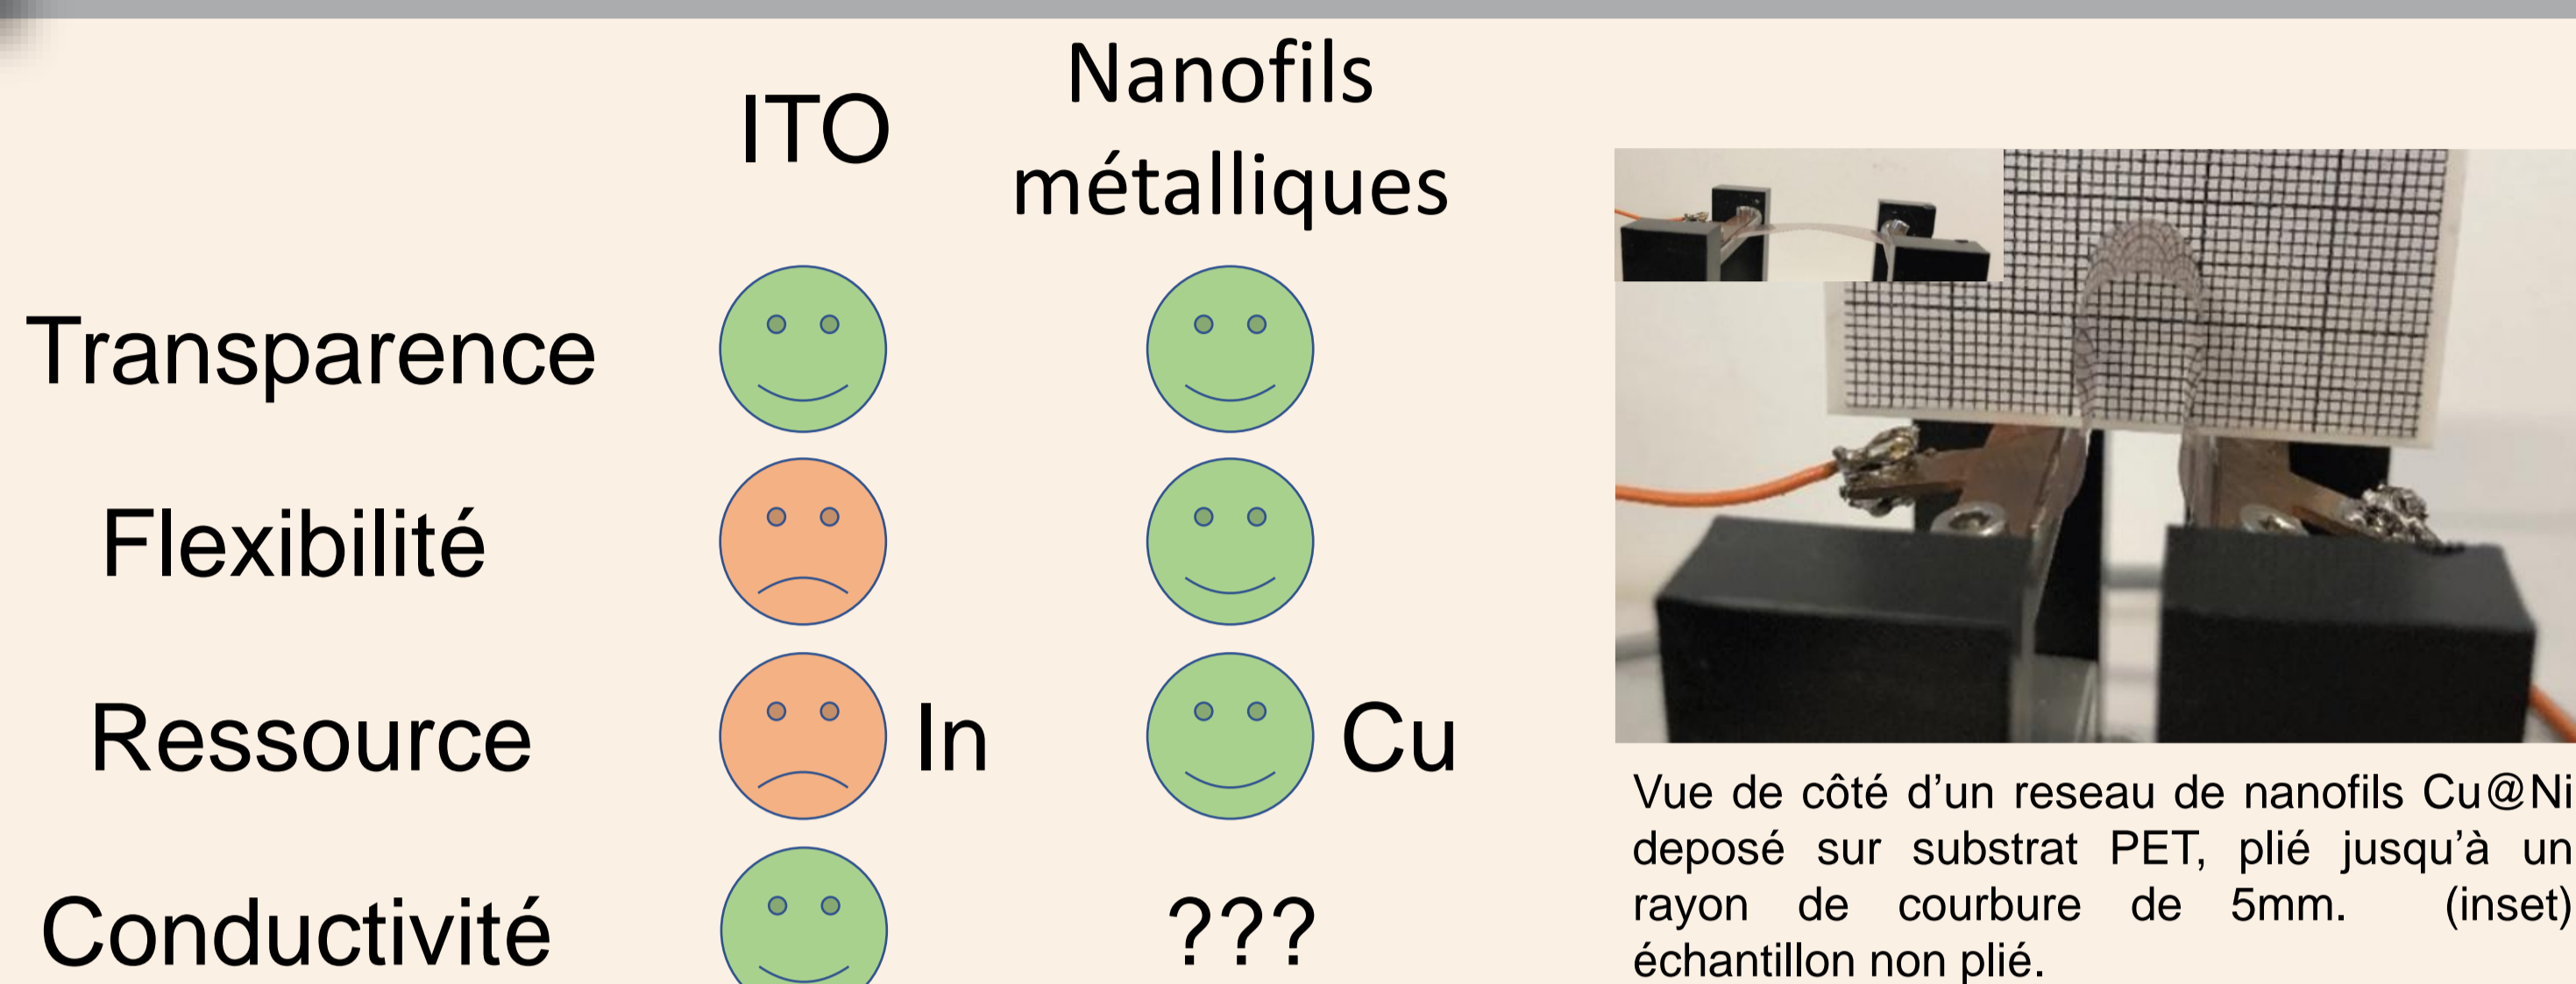 ITO
Nanofils
métalliques
Transparence
Flexibilité
Ressource
In
Cu
Conductivité
???
Vue de côté d’un reseau de nanofils Cu@Ni
deposé sur substrat PET, plié jusqu’à un
rayon de courbure de 5mm. (inset)
échantillon non plié.